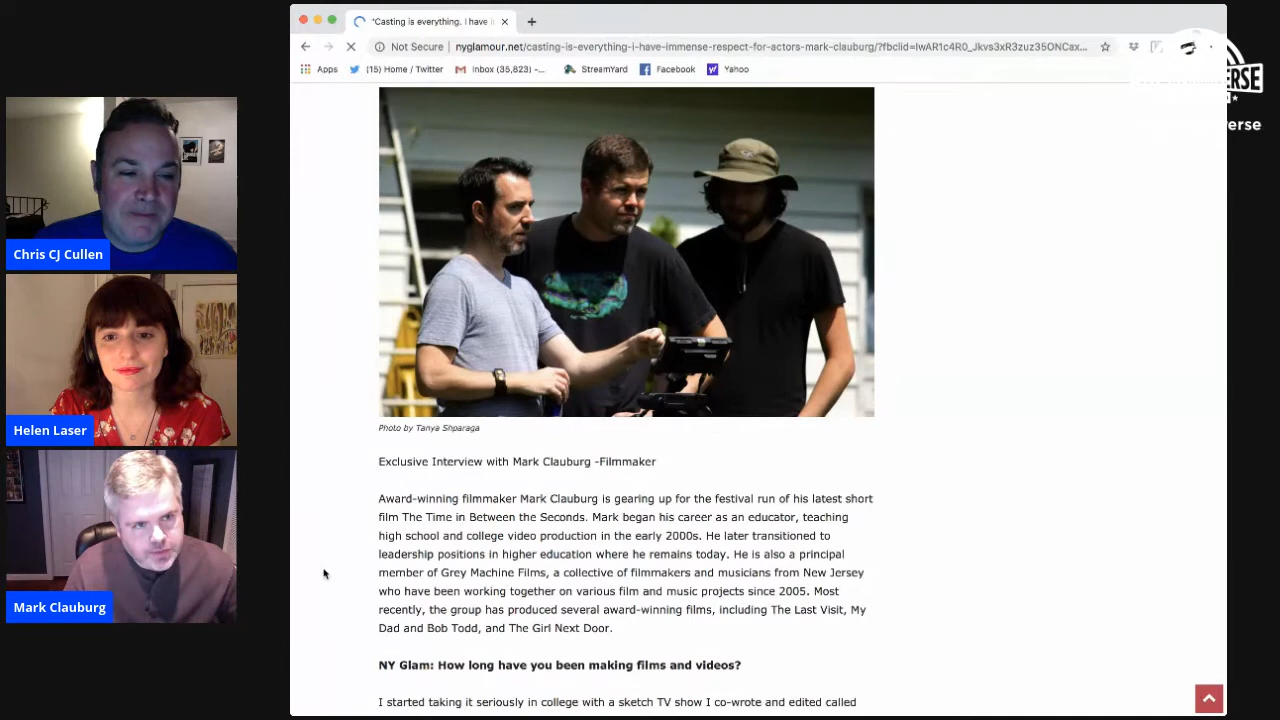 "Casting is everything. I have i
Not Secure
nyglamour.net/casting-is-everything-i-have-immense-respect-for-actors-mark-clauburg/?fbclid=IwAR1c4R0_Jkvs3xR3zuz35ONCax...
Apps
(15) Home / Twitter
Inbox (35,823) -...
StreamYard
Facebook
Yahoo
ERSE
erse
Chris CJ Cullen
Helen Laser
Mark Clauburg
Photo by Tanya Shparaga
Exclusive Interview with Mark Clauburg -Filmmaker
Award-winning filmmaker Mark Clauburg is gearing up for the festival run of his latest short
film The Time in Between the Seconds. Mark began his career as an educator, teaching
high school and college video production in the early 2000s. He later transitioned to
leadership positions in higher education where he remains today. He is also a principal
member of Grey Machine Films, a collective of filmmakers and musicians from New Jersey
who have been working together on various film and music projects since 2005. Most
recently, the group has produced several award-winning films, including The Last Visit, My
Dad and Bob Todd, and The Girl Next Door.
NY Glam: How long have you been making films and videos?
I started taking it seriously in college with a sketch TV show I co-wrote and edited called